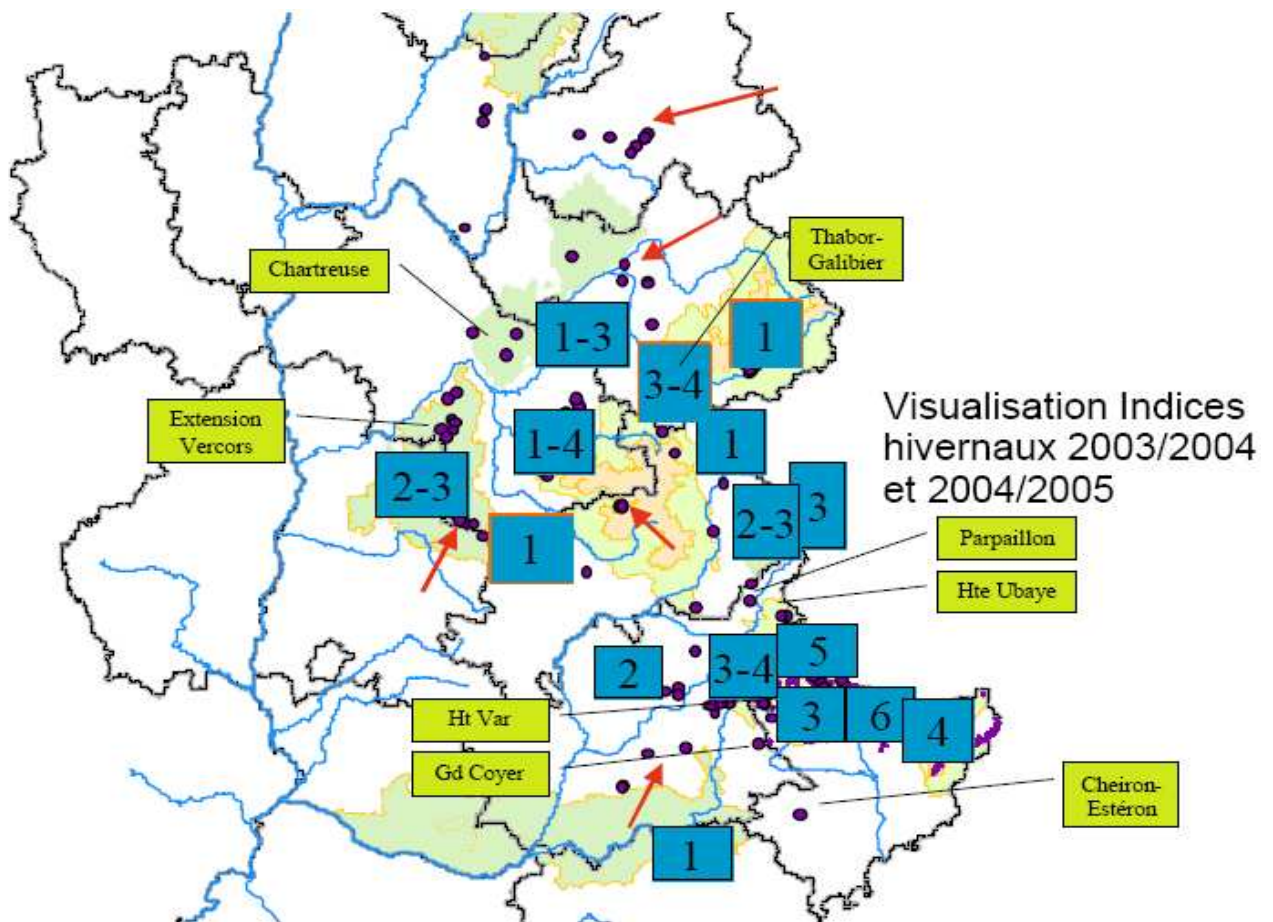 Chartreuse
Thabor-
Galibier
1-3
1
3-4
Extension
Vercors
1-4
1
Visualisation Indices
hivernaux 2003/2004
et 2004/2005
2-3
2-3
3
1
Parpaillon
Hte Ubaye
2
3-4
5
Ht Var
3
6
4
Gd Coyer
Cheiron-
Estéron
1